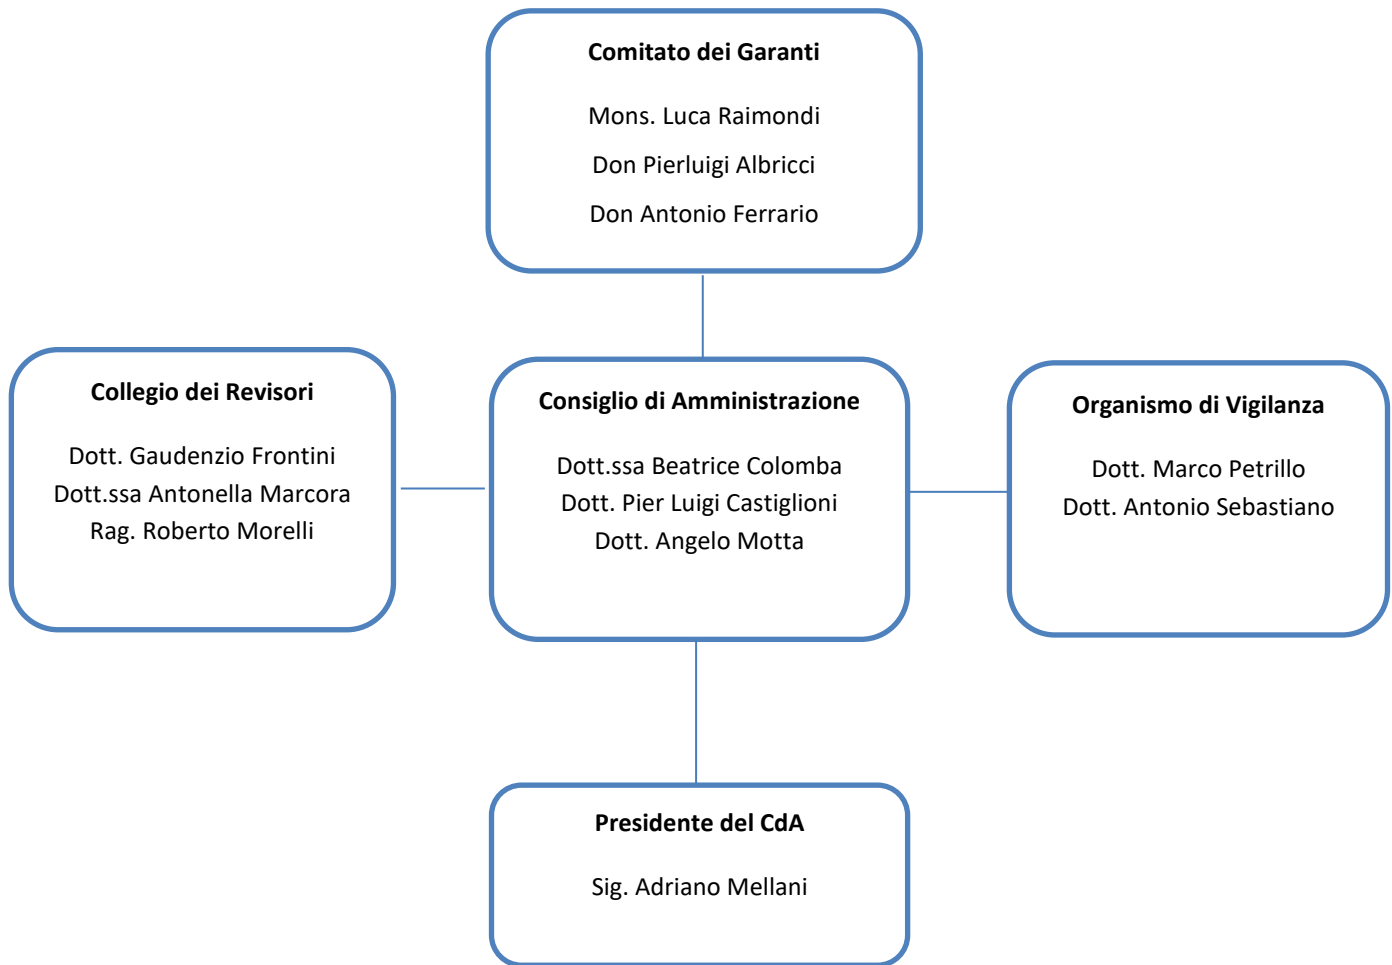 Comitato dei Garanti
Mons. Luca Raimondi
Don Pierluigi Albricci
Don Antonio Ferrario
Collegio dei Revisori
Dott. Gaudenzio Frontini
Dott.ssa Antonella Marcora
Rag. Roberto Morelli
Consiglio di Amministrazione
Dott.ssa Beatrice Colomba
Dott. Pier Luigi Castiglioni
Dott. Angelo Motta
Organismo di Vigilanza
Dott. Marco Petrillo
Dott. Antonio Sebastiano
Presidente del CdA
Sig. Adriano Mellani